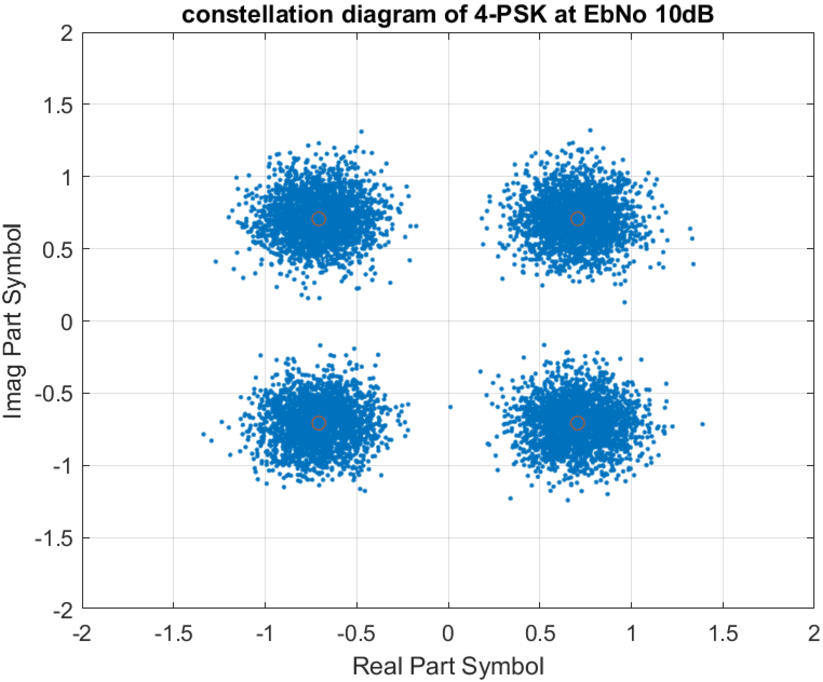 constellation diagram of 4-PSK at EbNo 10dB
2
1.5
1
0.5
0
-0.5
-1
-1.5
-2
Imag Part Symbol
-2 -1.5 -1 -0.5 0 0.5 1 1.5 2
Real Part Symbol